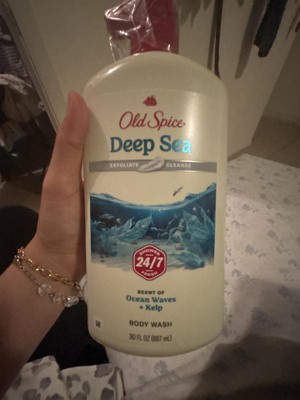 Old Spice
Deep Sea
EXFOLIATE CLEANSE
24/7
SCENT OF
Ocean Waves
+ Kelp
BODY WASH
30 FL OZ (887 mL)